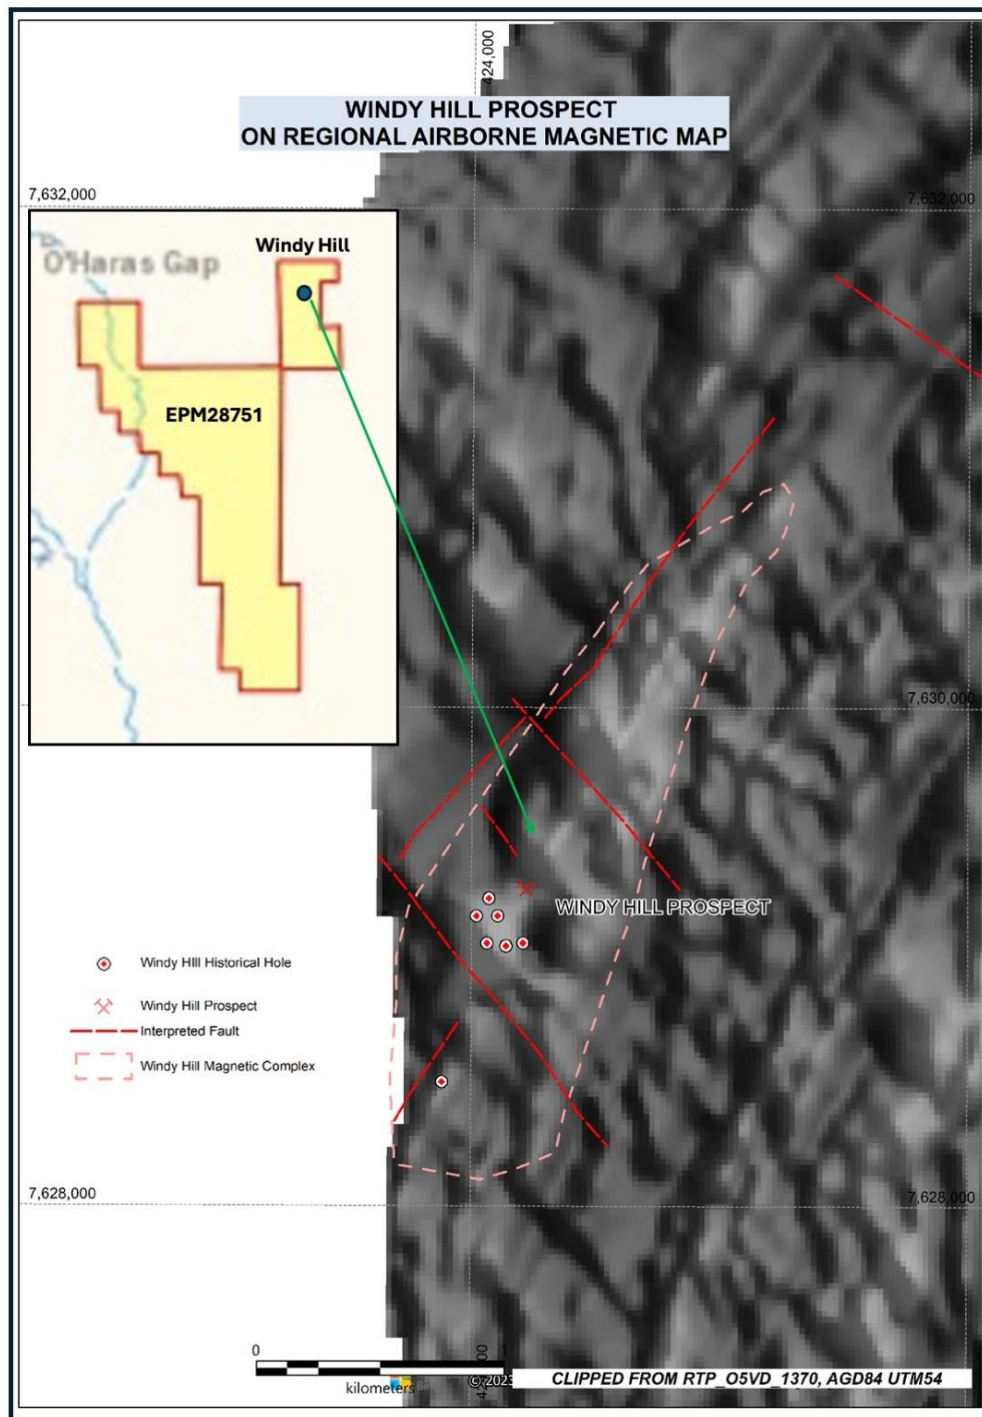 424,000
WINDY HILL PROSPECT
ON REGIONAL AIRBORNE MAGNETIC MAP
7,632,000
7,632,000
Windy Hill
O'Haras Gap
EPM28751
7,630,000
WINDY HILL PROSPECT
Windy Hill Historical Hole
Windy Hill Prospect
Interpreted Fault
Windy Hill Magnetic Complex
7,628,000
7,628,000
0
kilometers
CLIPPED FROM RTP_O5VD_1370, AGD84 UTM54